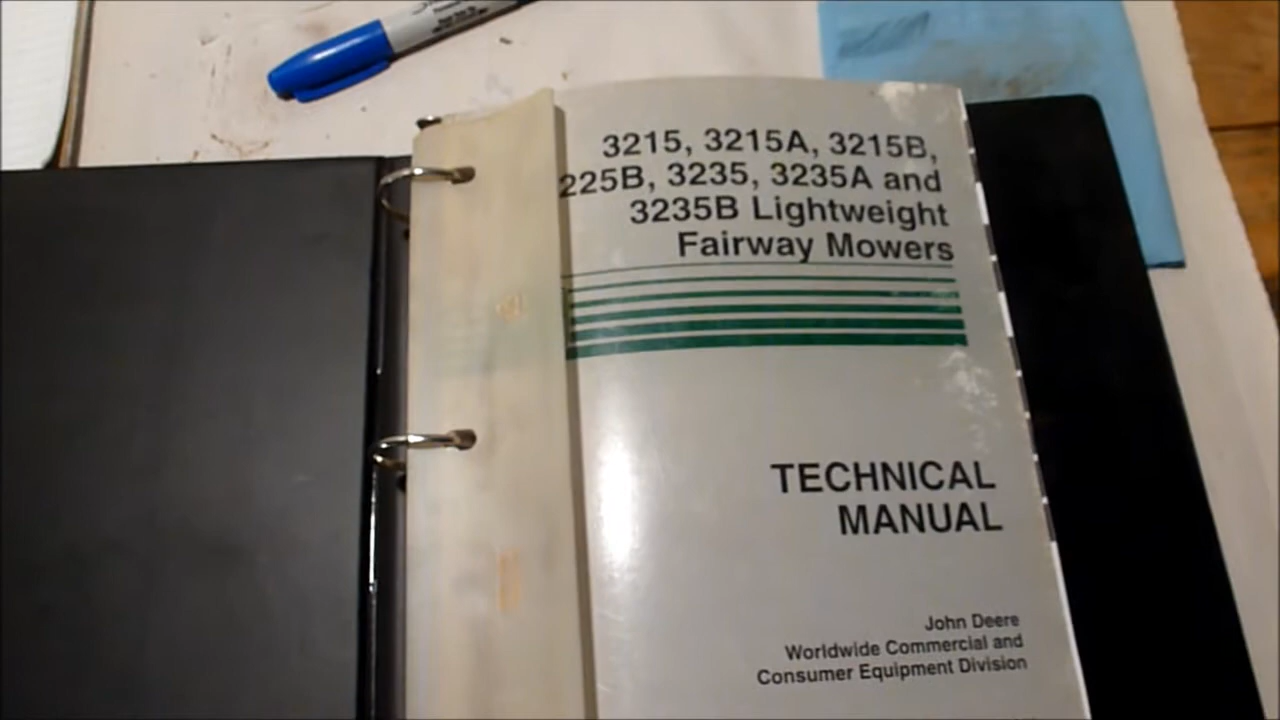 3215, 3215A, 3215B,
225B, 3235, 3235A and
3235B Lightweight
Fairway Mowers
TECHNICAL
MANUAL
John Deere
Worldwide Commercial and
Consumer Equipment Division